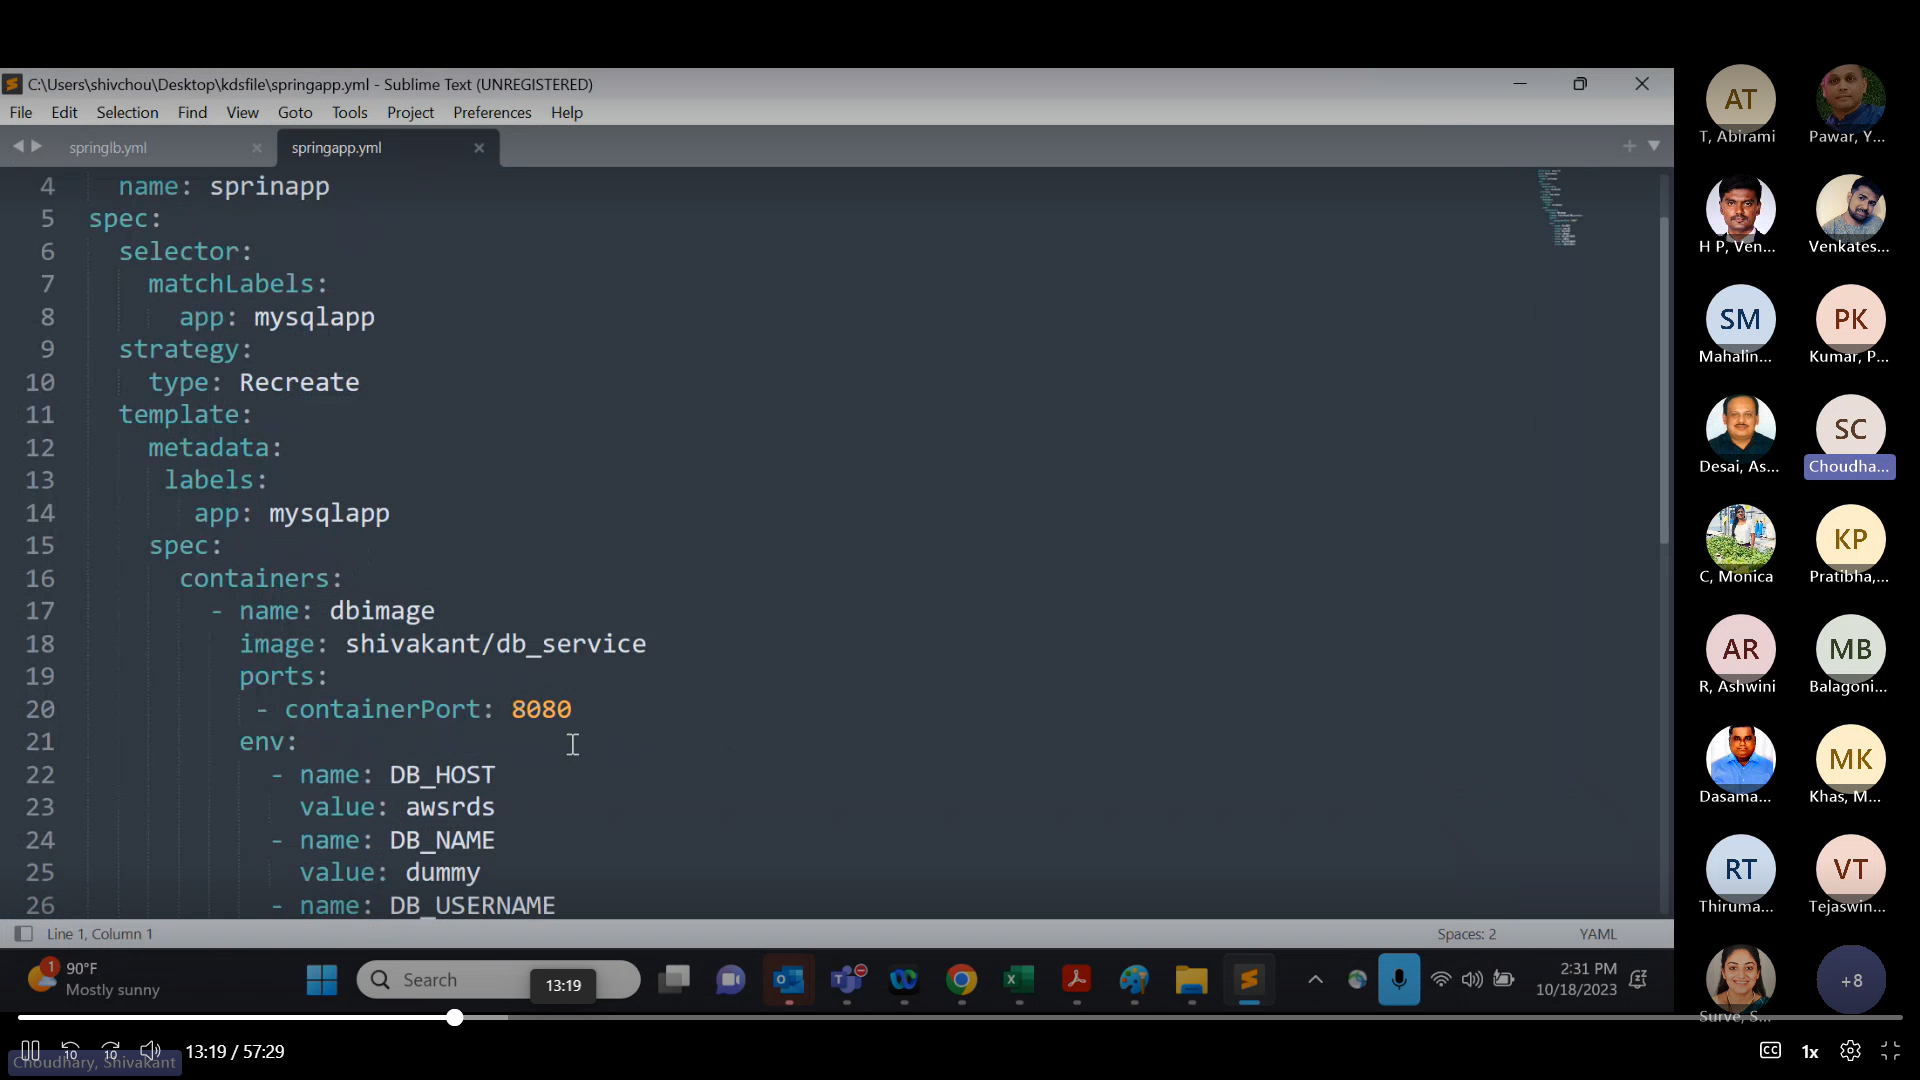 C:\Users\shivchou\Desktop\kdsfile\springapp.yml - Sublime Text (UNREGISTERED)
File Edit Selection Find View Goto Tools Project Preferences Help
springlb.yml springapp.yml
4 name: sprinapp
5 spec:
6 selector:
7 matchLabels:
8 app: mysqlapp
9 strategy:
10 type: Recreate
11 template:
12 metadata:
13 labels:
14 app: mysqlapp
15 spec:
16 containers:
17 - name: dbimage
18 image: shivakant/db_service
19 ports:
20 - containerPort: 8080
21 env:
22 - name: DB_HOST
23 value: awsrds
24 - name: DB_NAME
25 value: dummy
26 - name: DB_USERNAME
Line 1, Column 1 Spaces: 2 YAML
1 90°F
Mostly sunny
Search
13:19
2:31 PM
10/18/2023
10 10 13:19 / 57:29 CC 1x
Choudhary, Shivakant
AT
T, Abirami Pawar, Y...
H P, Ven... Venkates...
SM PK
Mahalin... Kumar, P...
SC
Desai, As... Choudha...
KP
C, Monica Pratibha,...
AR MB
R, Ashwini Balagoni...
MK
Dasama... Khas, M...
RT VT
Thiruma... Tejaswin...
+8
Surve, S...